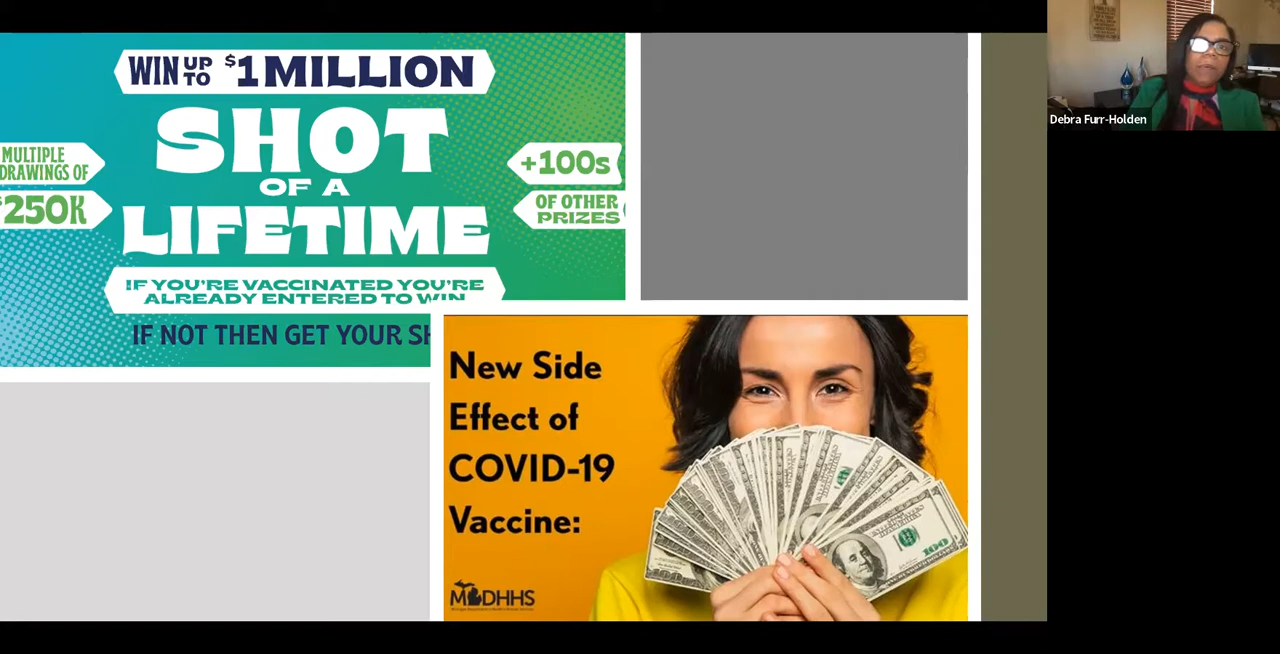 WIN UP TO $1 MILLION
SHOT
OF A
LIFETIME
MULTIPLE
DRAWINGS OF
$250K
+100s
OF OTHER
PRIZES
IF YOU'RE VACCINATED YOU'RE
ALREADY ENTERED TO WIN
IF NOT THEN GET YOUR SH
New Side
Effect of
COVID-19
Vaccine:
MDHHS
100
Debra Furr-Holden